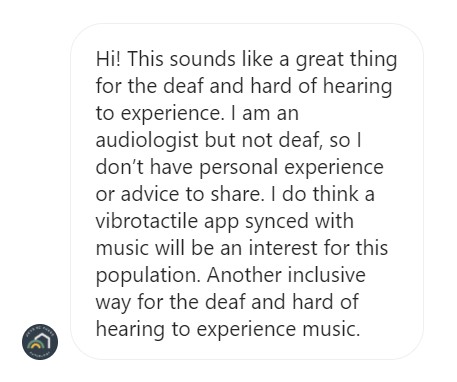 Hi! This sounds like a great thing
for the deaf and hard of hearing
to experience. I am an
audiologist but not deaf, so I
don’t have personal experience
or advice to share. I do think a
vibrotactile app synced with
music will be an interest for this
population. Another inclusive
way for the deaf and hard of
hearing to experience music.